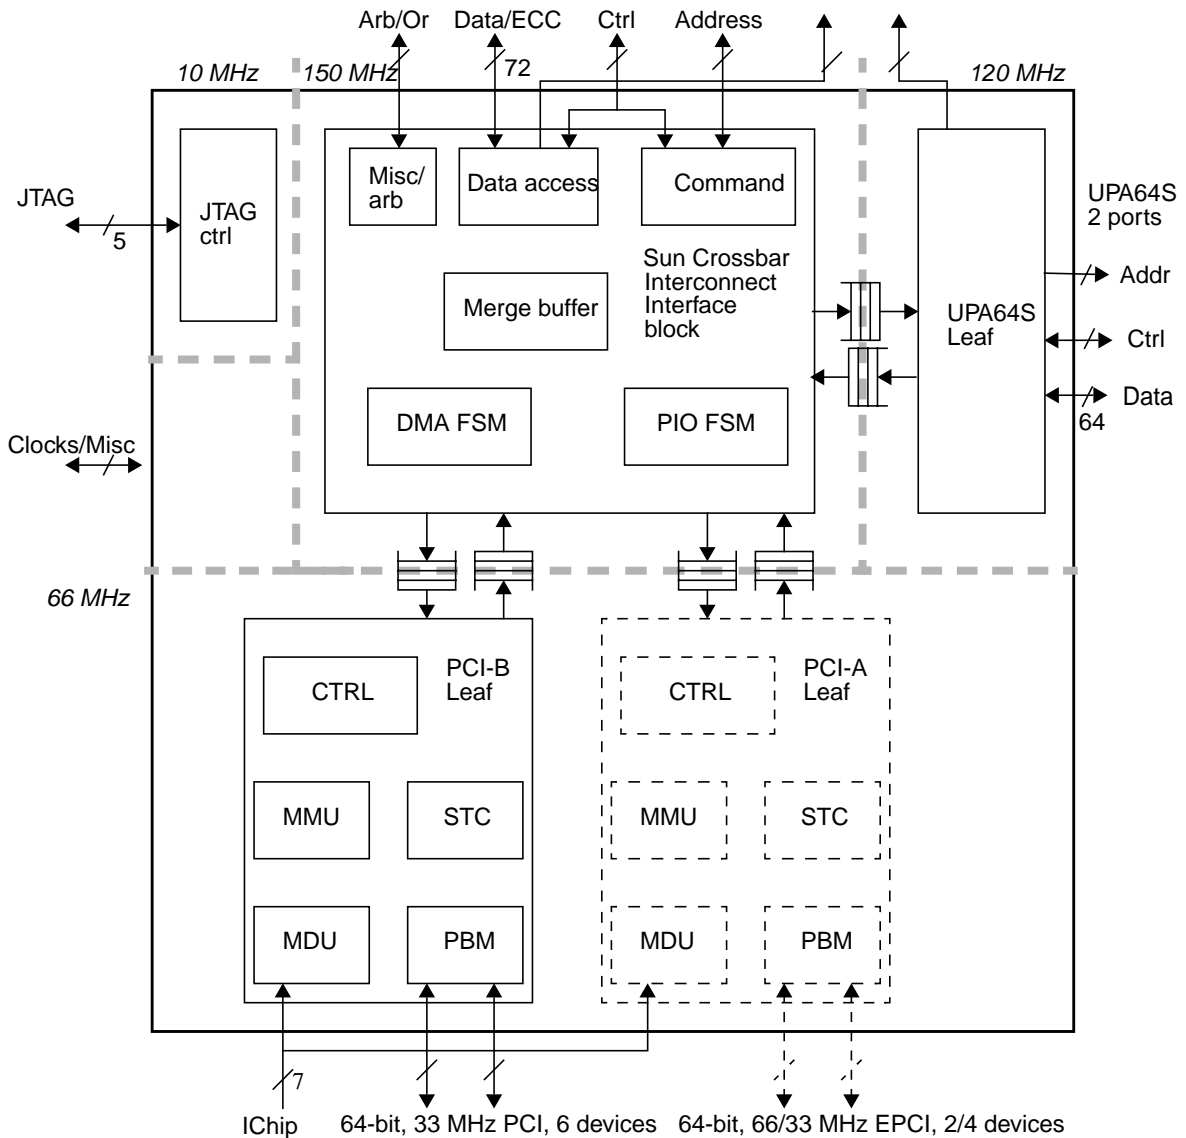 Arb/Or Data/ECC Ctrl Address
72
10 MHz 150 MHz 120 MHz
JTAG
5
JTAG
ctrl
Misc/
arb
Data access
Command
Sun Crossbar
Interconnect
Interface
block
Merge buffer
DMA FSM
PIO FSM
UPA64S
Leaf
UPA64S
2 ports
Addr
Ctrl
Data
64
Clocks/Misc
66 MHz
PCI-B
Leaf
CTRL
MMU
STC
MDU
PBM
PCI-A
Leaf
CTRL
MMU
STC
MDU
PBM
7
IChip
64-bit, 33 MHz PCI, 6 devices
64-bit, 66/33 MHz EPCI, 2/4 devices